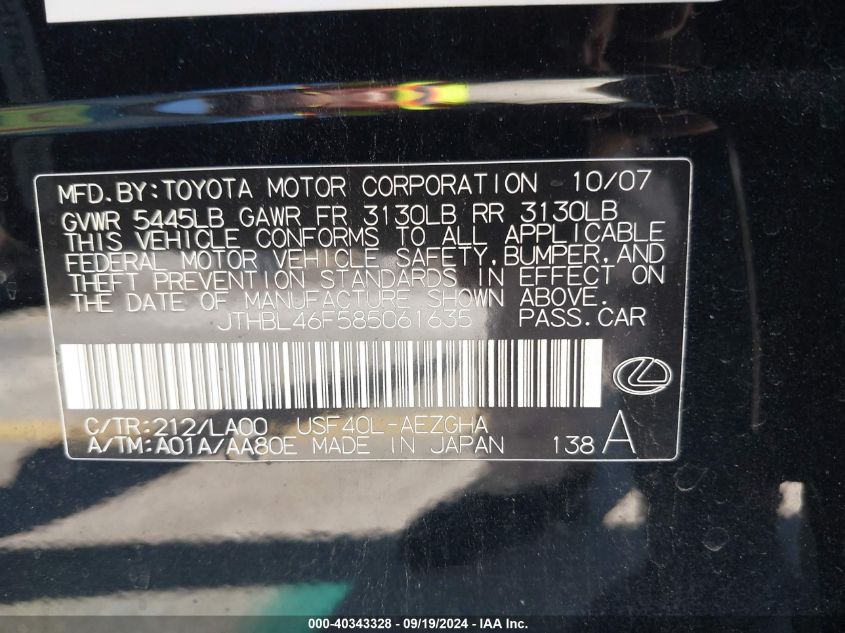 MFD.BY:TOYOTA MOTOR CORPORATION 10/07
GVWR 5445LB GAWR FR 3130LB RR 3130LB
THIS VEHICLE CONFORMS TO ALL APPLICABLE
FEDERAL MOTOR VEHICLE SAFETY,BUMPER,AND
THEFT PREVENTION STANDARDS IN EFFECT ON
THE DATE OF MANUFACTURE SHOWN ABOVE.
JTHBL46F585061635 PASS.CAR
C/TR:212/LA00 USF40L-AEZGHA
A/TM:A01A/AA80E MADE IN JAPAN 138 A
000-40343328 - 09/19/2024 - IAA Inc.